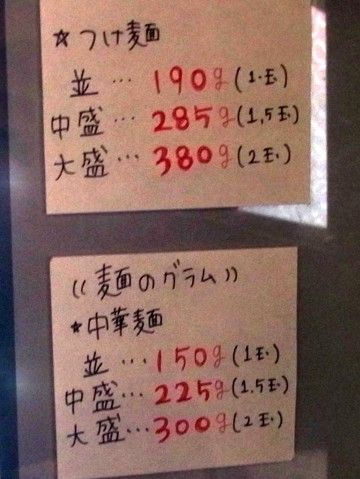 ☆つけ麺
並…190g(1.玉.)
中盛…285g(1,5玉.)
大盛…380g(2玉.)
((麺のグラム))
★中華麺
並…150g(1玉.)
中盛…225g(1.5玉.)
大盛…300g(2玉.)